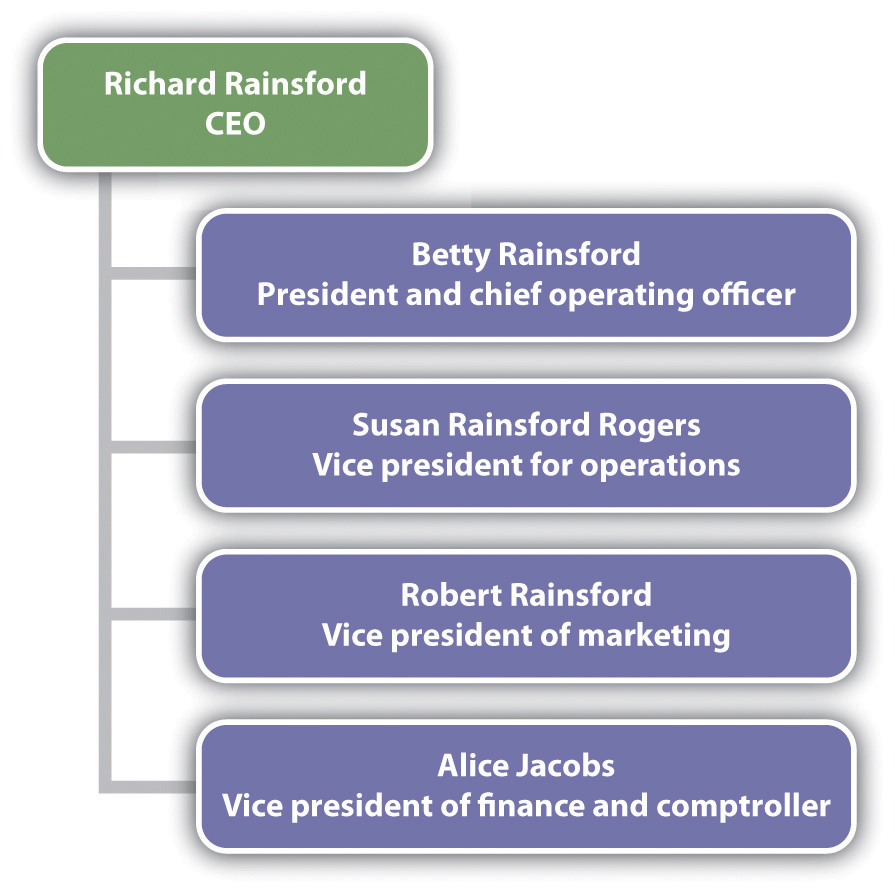 Richard Rainsford
CEO
Betty Rainsford
President and chief operating officer
Susan Rainsford Rogers
Vice president for operations
Robert Rainsford
Vice president of marketing
Alice Jacobs
Vice president of finance and comptroller